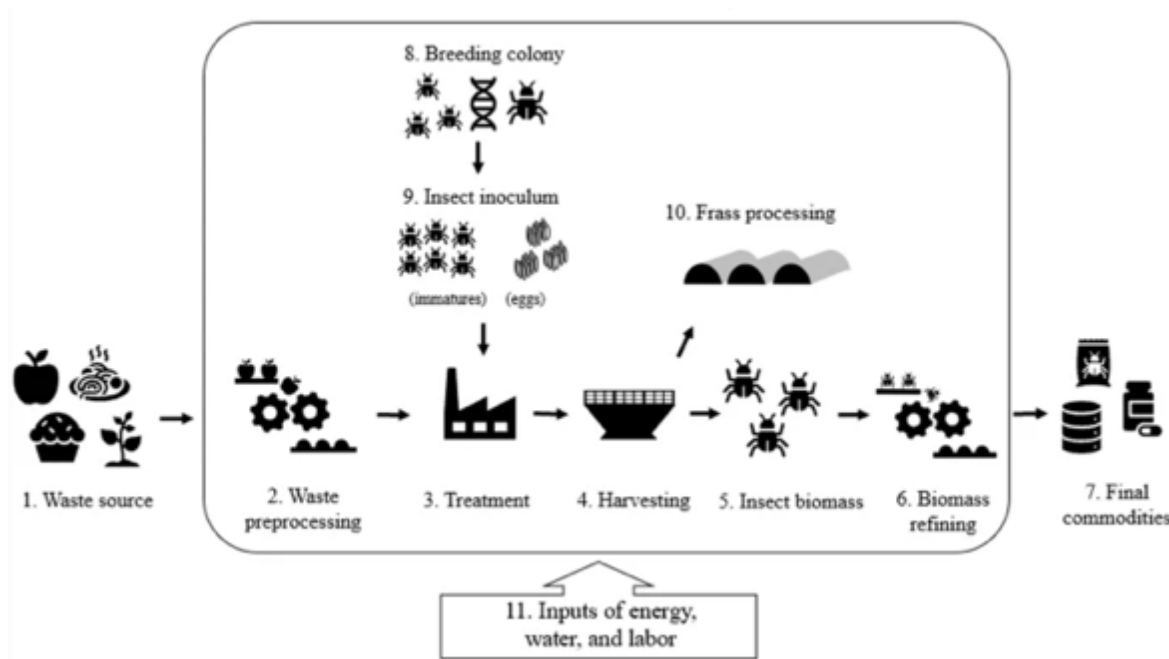 8. Breeding colony
9. Insect inoculum
(immatures) (eggs)
10. Frass processing
1. Waste source
2. Waste
preprocessing
3. Treatment
4. Harvesting
5. Insect biomass
6. Biomass
refining
7. Final
commodities
11. Inputs of energy,
water, and labor